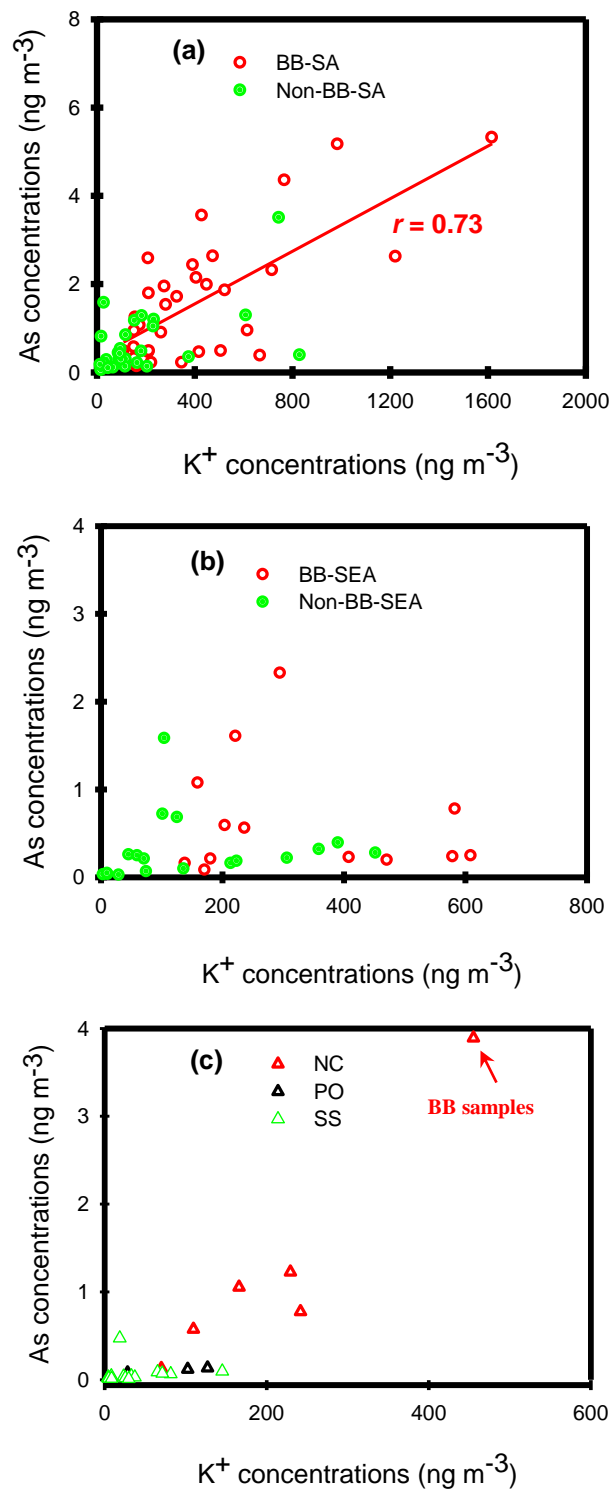 8
(a)
BB-SA
Non-BB-SA
6
4
r = 0.73
2
0
0 400 800 1200 1600 2000
As concentrations (ng m-3)
K+ concentrations (ng m-3)
4
(b)
BB-SEA
Non-BB-SEA
3
2
1
0
0 200 400 600 800
As concentrations (ng m-3)
K+ concentrations (ng m-3)
4
(c)
NC
PO
SS
BB samples
3
2
1
0
0 200 400 600
As concentrations (ng m-3)
K+ concentrations (ng m-3)